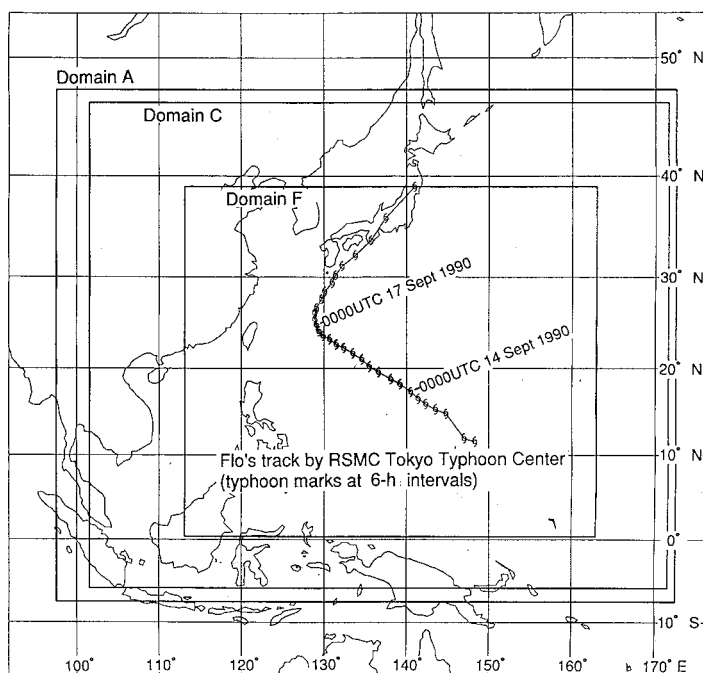 50° N
Domain A
Domain C
40° N
Domain F
30° N
0000UTC 17 Sept 1990
20° N
0000UTC 14 Sept 1990
Flo's track by RSMC Tokyo Typhoon Center
(typhoon marks at 6-h intervals)
10° N
0°
10° S
100° 110° 120° 130° 140° 150° 160° 170° E